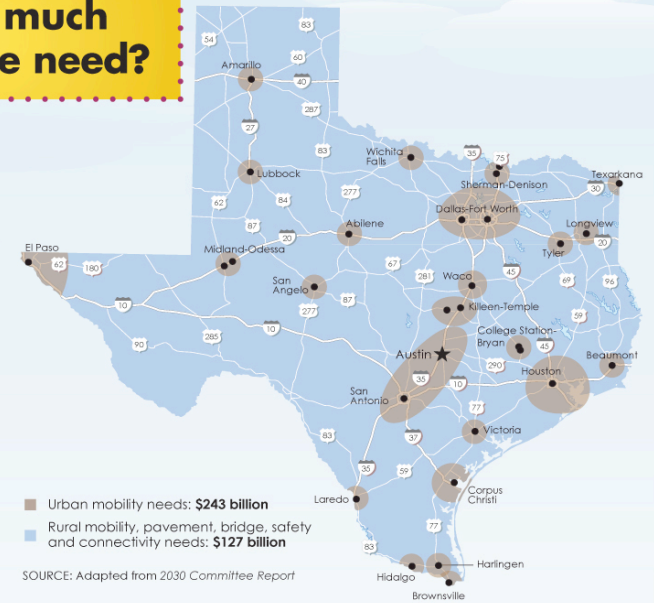 much
e need?
83
54
60
Amarillo
40
287
27
83
Wichita
Falls
35
75
Sherman-Denison
Texarkana
30
Lubbock
277
62
84
Dallas-Fort Worth
87
Abilene
Longview
20
20
Tyler
El Paso
62
180
Midland-Odessa
67
281
Waco
45
69
96
San
Angelo
87
277
Killeen-Temple
59
10
10
College Station-
Bryan
285
90
Austin
45
290
Beaumont
35
10
Houston
San
Antonio
77
83
37
Victoria
35
59
Corpus
Christi
Laredo
77
83
Harlingen
Hidalgo
Brownsville
Urban mobility needs: $243 billion
Rural mobility, pavement, bridge, safety
and connectivity needs: $127 billion
SOURCE: Adapted from 2030 Committee Report